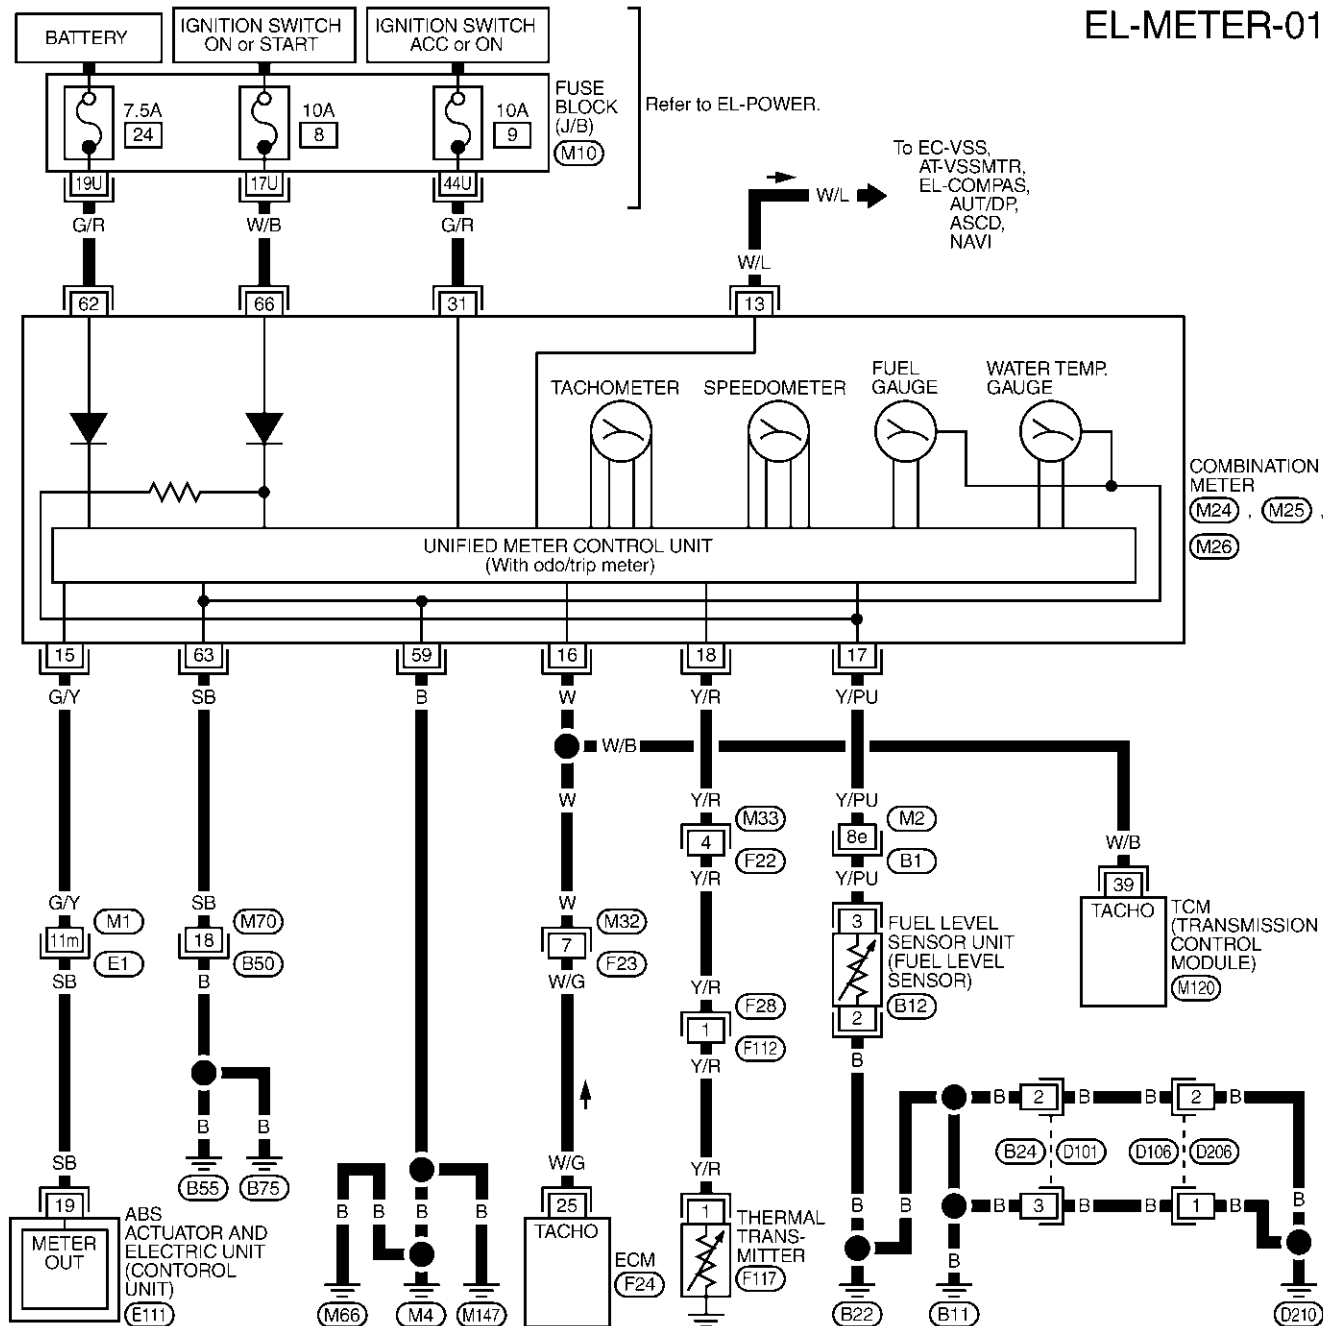 EL-METER-01
BATTERY
IGNITION SWITCH
ON or START
IGNITION SWITCH
ACC or ON
7.5A
24
10A
8
10A
9
FUSE
BLOCK
(J/B)
M10
Refer to EL-POWER.
19U
17U
44U
G/R
W/B
G/R
To EC-VSS,
AT-VSSMTR,
EL-COMPAS,
AUT/DP,
ASCD,
NAVI
W/L
W/L
62
66
31
13
TACHOMETER
SPEEDOMETER
FUEL
GAUGE
WATER TEMP.
GAUGE
COMBINATION
METER
M24 , M25 ,
M26
UNIFIED METER CONTROL UNIT
(With odo/trip meter)
15
63
59
16
18
17
G/Y
SB
B
W
Y/R
Y/PU
W/B
W
Y/R
Y/PU
M33
4
F22
M2
8e
B1
Y/R
Y/PU
W/B
39
TACHO
TCM
(TRANSMISSION
CONTROL
MODULE)
M120
G/Y
SB
W
M1
11m
E1
M70
18
B50
M32
7
F23
SB
B
W/G
3
FUEL LEVEL
SENSOR UNIT
(FUEL LEVEL
SENSOR)
B12
2
Y/R
F28
1
F112
Y/R
B
B
2
B
B
2
B
B24
D101
D106
D206
B
3
B
B
1
B
B
B
B
B55
B75
SB
W/G
Y/R
19
METER
OUT
ABS
ACTUATOR AND
ELECTRIC UNIT
(CONTOROL
UNIT)
E111
B
B
B
B
B
M66
M4
M147
25
TACHO
ECM
F24
1
THERMAL
TRANS-
MITTER
F117
B
B
B
B
B22
B11
D210